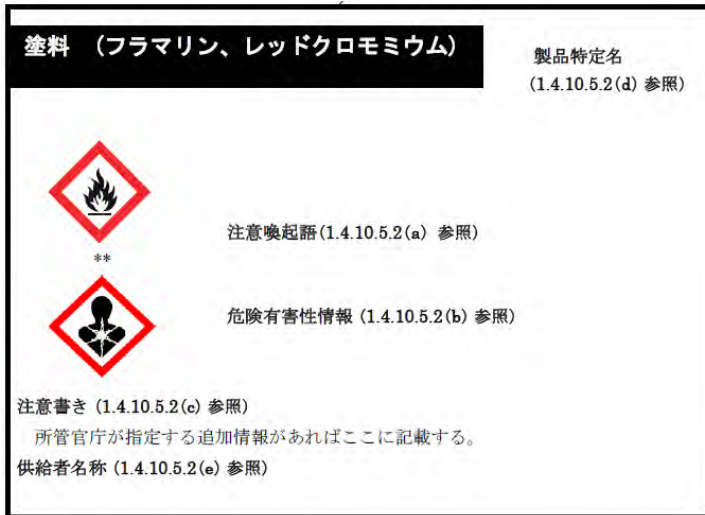 塗料 (フラマリン、レッドクロモミウム)
製品特定名
(1.4.10.5.2(d) 参照)
注意喚起語(1.4.10.5.2(a) 参照)
**
危険有害性情報 (1.4.10.5.2(b) 参照)
注意書き (1.4.10.5.2(c) 参照)
所管官庁が指定する追加情報があればここに記載する。
供給者名称 (1.4.10.5.2(e) 参照)